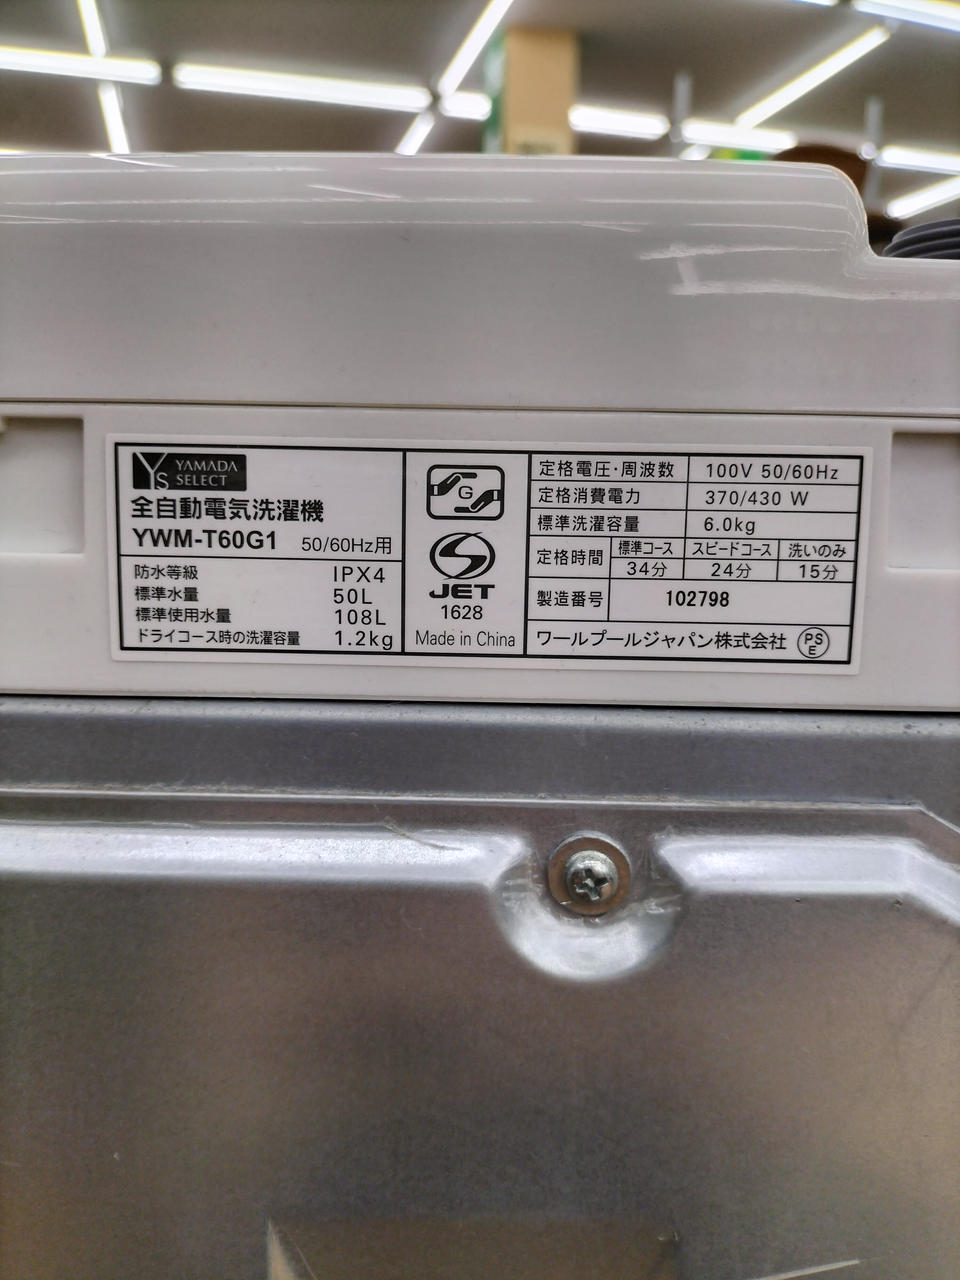 YS YAMADA SELECT
全自動電気洗濯機
YWM-T60G1 50/60Hz用
防水等級 IPX4
標準水量 50L
標準使用水量 108L
ドライコース時の洗濯容量 1.2kg
G
S
JET
1628
Made in China
定格電圧・周波数 100V 50/60Hz
定格消費電力 370/430 W
標準洗濯容量 6.0kg
定格時間 標準コース スピードコース 洗いのみ
34分 24分 15分
製造番号 102798
ワールプールジャパン株式会社 PSE